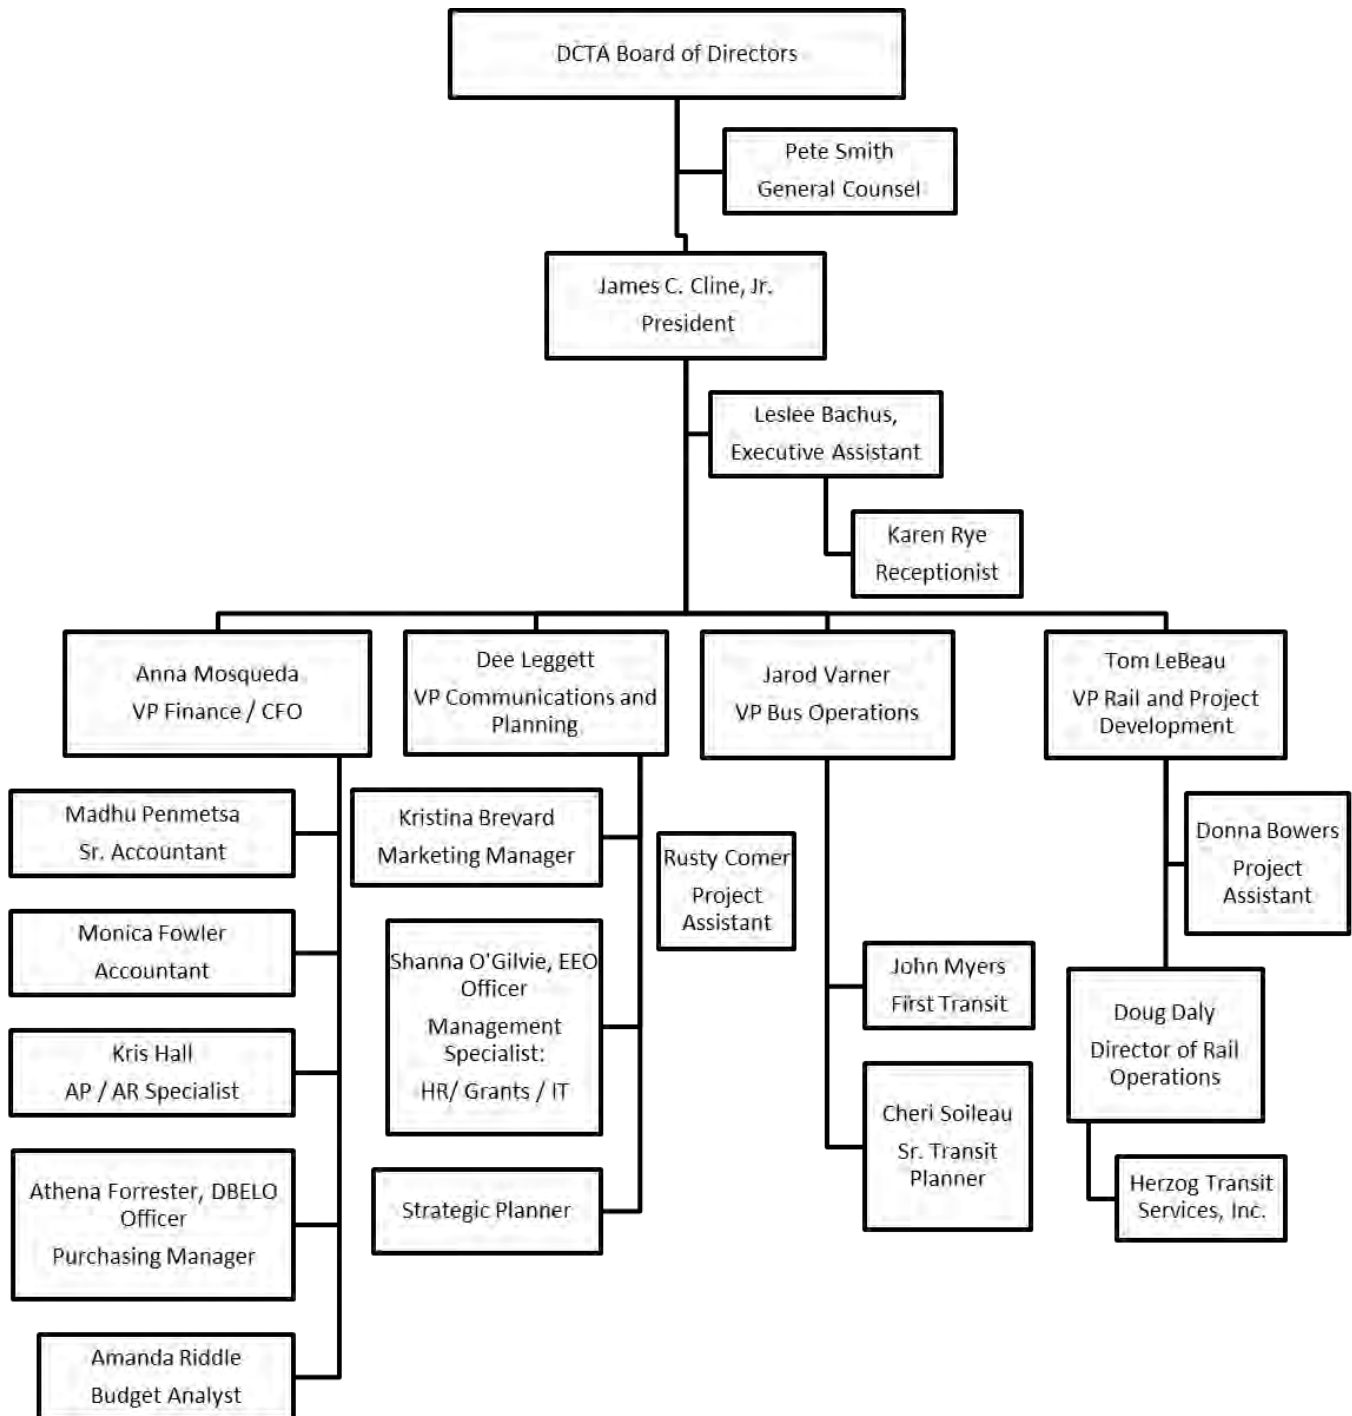 DCTA Board of Directors
Pete Smith
General Counsel
James C. Cline, Jr.
President
Leslee Bachus,
Executive Assistant
Karen Rye
Receptionist
Anna Mosqueda
VP Finance / CFO
Dee Leggett
VP Communications and
Planning
Jarod Varner
VP Bus Operations
Tom LeBeau
VP Rail and Project
Development
Madhu Penmetsa
Sr. Accountant
Monica Fowler
Accountant
Kris Hall
AP / AR Specialist
Athena Forrester, DBELO
Officer
Purchasing Manager
Amanda Riddle
Budget Analyst
Kristina Brevard
Marketing Manager
Shanna O'Gilvie, EEO
Officer
Management
Specialist:
HR/ Grants / IT
Strategic Planner
Rusty Comer
Project
Assistant
John Myers
First Transit
Cheri Soileau
Sr. Transit
Planner
Donna Bowers
Project
Assistant
Doug Daly
Director of Rail
Operations
Herzog Transit
Services, Inc.